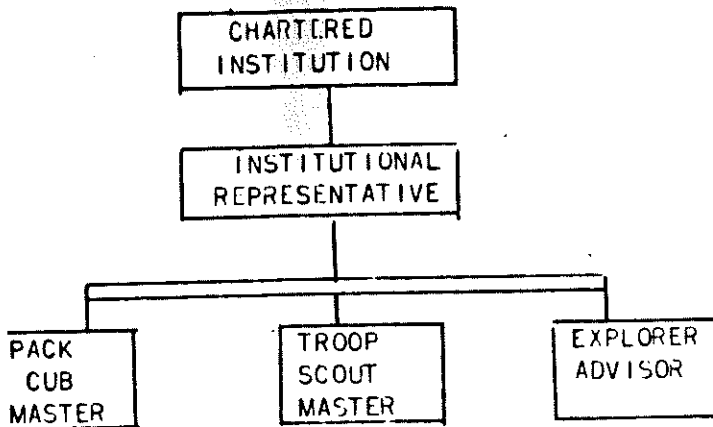 CHARTERED
INSTITUTION
INSTITUTIONAL
REPRESENTATIVE
PACK
CUB
MASTER
TROOP
SCOUT
MASTER
EXPLORER
ADVISOR